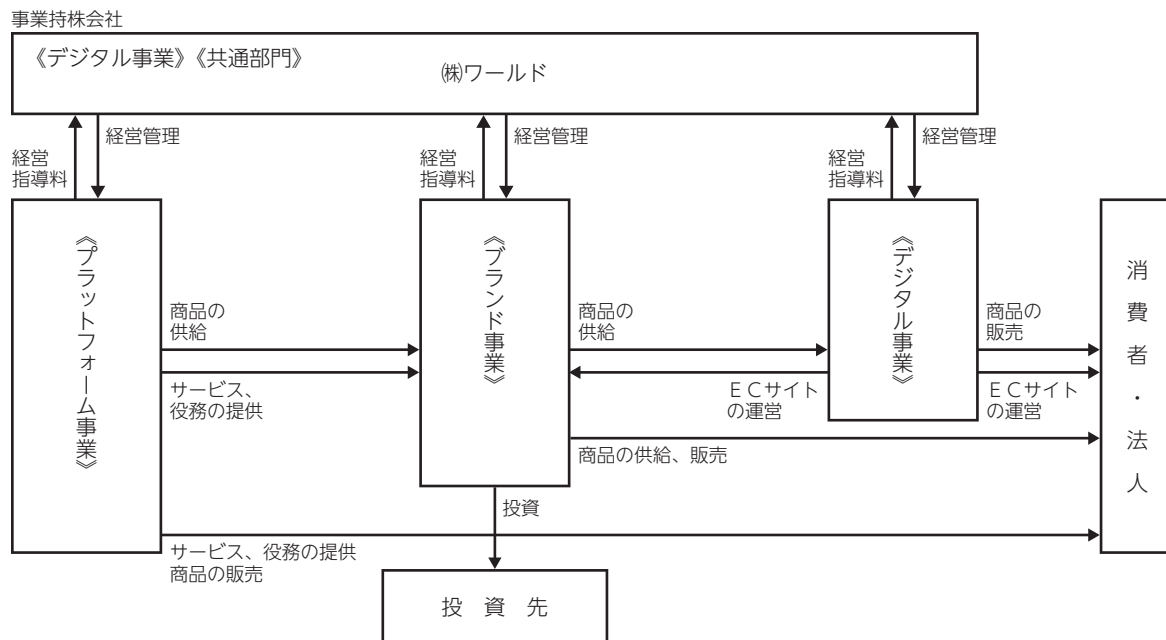 事業持株会社
《デジタル事業》《共通部門》
㈱ワールド
経営
指導料
経営管理
経営
指導料
経営管理
経営
指導料
経営管理
《プラットフォーム事業》
《ブランド事業》
《デジタル事業》
消費者・法人
商品の
供給
サービス、
役務の提供
商品の
供給
ＥＣサイト
の運営
商品の
販売
ＥＣサイト
の運営
商品の供給、販売
投資
サービス、役務の提供
商品の販売
投資先